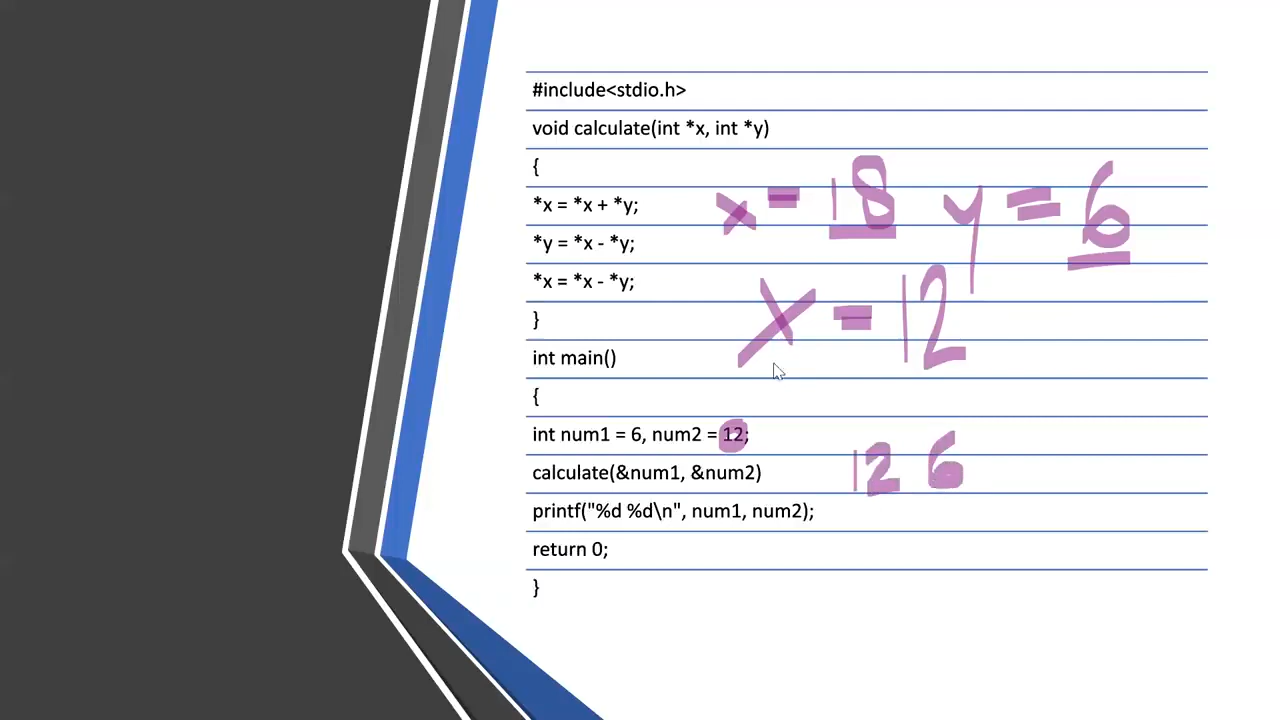 #include<stdio.h>
void calculate(int *x, int *y)
{
*x = *x + *y; x = 18 y = 6
*y = *x - *y;
*x = *x - *y;
} x = 12
int main()
{
int num1 = 6, num2 = 12;
calculate(&num1, &num2) 12 6
printf("%d %d\n", num1, num2);
return 0;
}